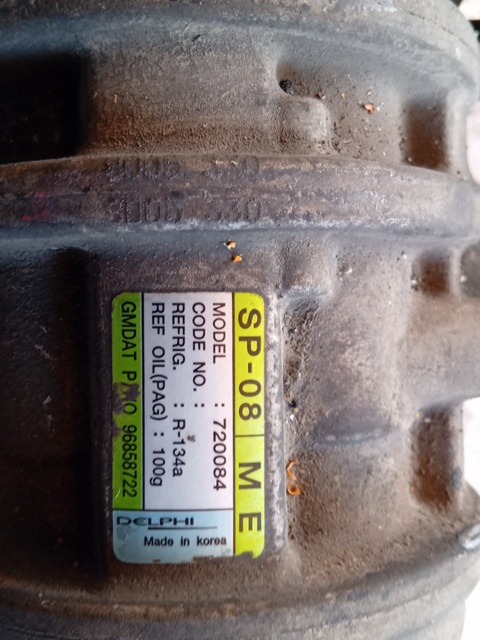 SP-08 M E
MODEL : 720084
CODE NO. :
REFRIG. : R-134a
REF OIL(PAG) : 100g
GMDAT P/NO 96858722
DELPHI
Made in korea